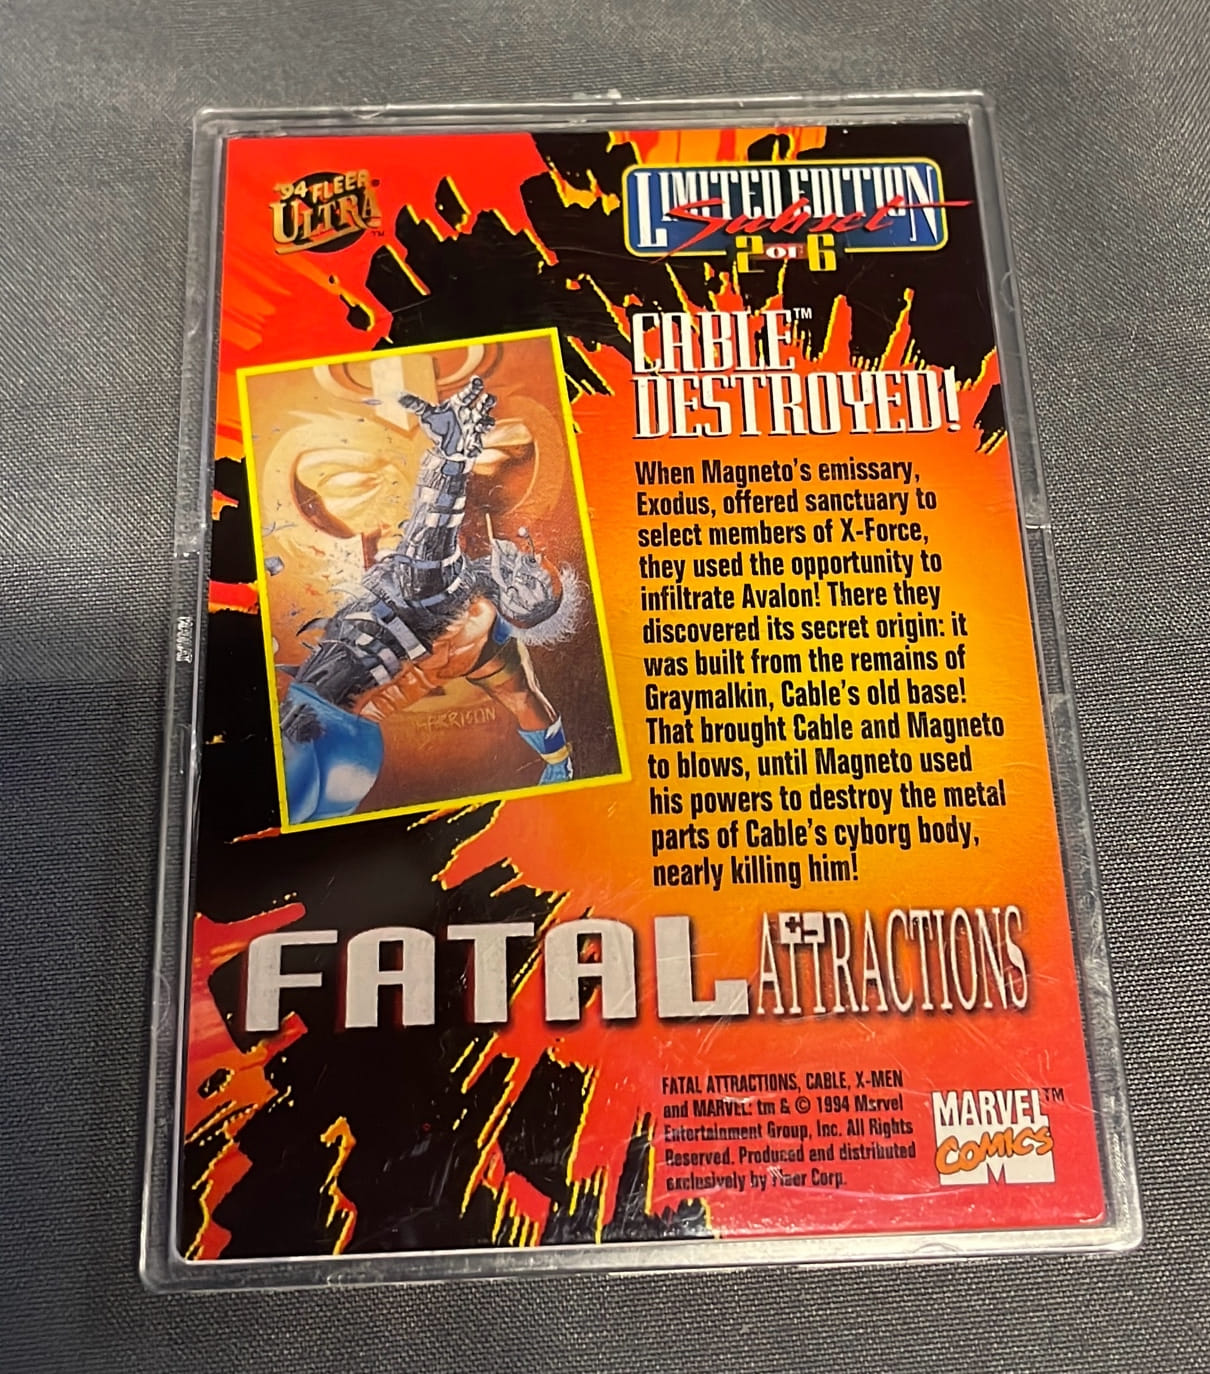 '94 FLEER
ULTRA™
LIMITED EDITION
Subset
2 OF 6
CABLE™
DESTROYED!
When Magneto's emissary,
Exodus, offered sanctuary to
select members of X-Force,
they used the opportunity to
infiltrate Avalon! There they
discovered its secret origin: it
was built from the remains of
Graymalkin, Cable's old base!
That brought Cable and Magneto
to blows, until Magneto used
his powers to destroy the metal
parts of Cable's cyborg body,
nearly killing him!
FATAL ATTRACTIONS
+-
FATAL ATTRACTIONS, CABLE, X-MEN
and MARVEL: tm & © 1994 Marvel
Entertainment Group, Inc. All Rights
Reserved. Produced and distributed
exclusively by Fleer Corp.
MARVEL™
COMICS